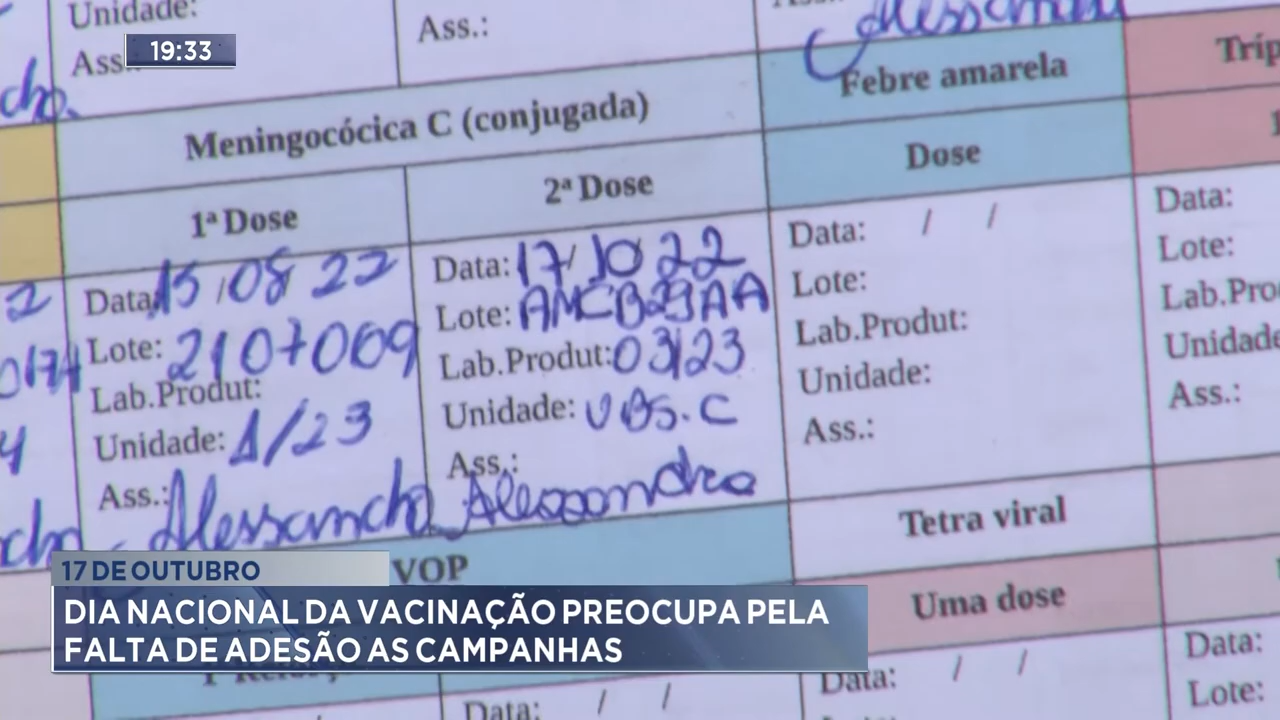 Unidade:
Ass.:
Ass.:
19:33
Meningocócica C (conjugada)
1ª Dose
2ª Dose
Data: 15/08 22
Lote: 2107009
Lab.Produt:
Unidade: 1/23
Ass.: Alessandra
Data: 17/10 22
Lote: AMCB29AA
Lab.Produt: 03/23
Unidade: UBS.C
Ass.: Alessandra
Febre amarela
Dose
Data: / /
Lote:
Lab.Produt:
Unidade:
Ass.:
Tríp
Data:
Lote:
Lab.Pro
Unidade
Ass.:
VOP
Tetra viral
Uma dose
Data: / /
Data: / /
Data:
Lote:
17 DE OUTUBRO
DIA NACIONAL DA VACINAÇÃO PREOCUPA PELA
FALTA DE ADESÃO AS CAMPANHAS